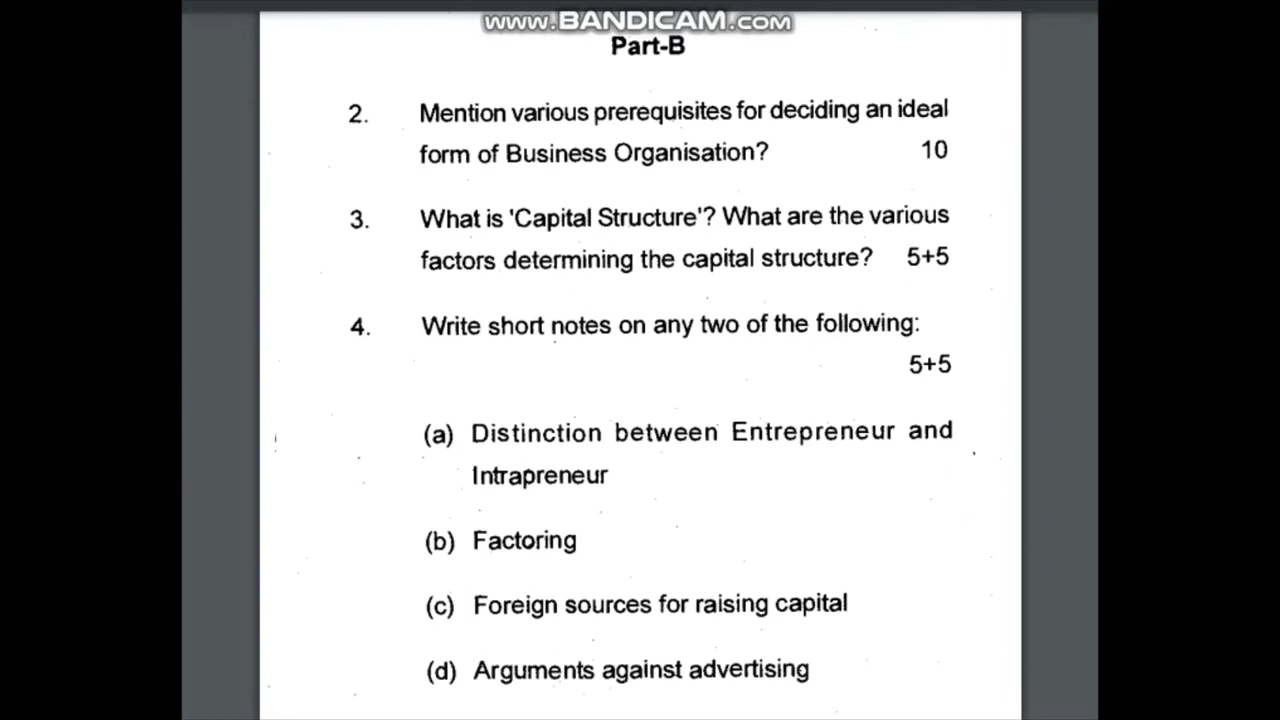 www.BANDICAM.com
Part-B
2. Mention various prerequisites for deciding an ideal
form of Business Organisation? 10
3. What is 'Capital Structure'? What are the various
factors determining the capital structure? 5+5
4. Write short notes on any two of the following:
5+5
(a) Distinction between Entrepreneur and
Intrapreneur
(b) Factoring
(c) Foreign sources for raising capital
(d) Arguments against advertising